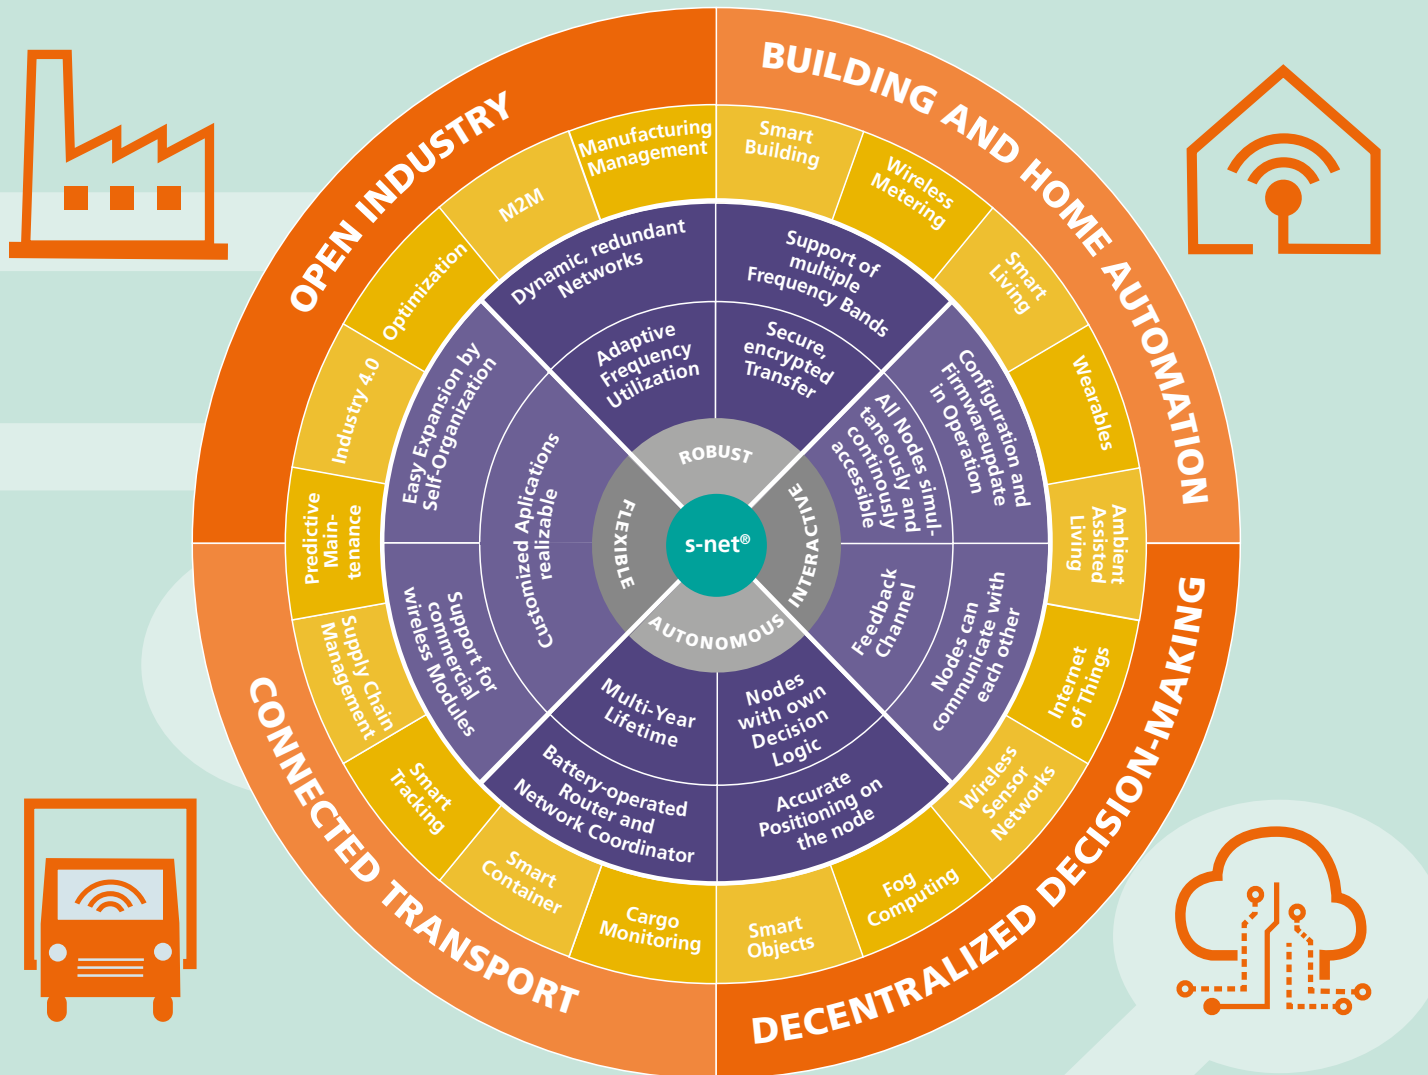 OPEN INDUSTRY
BUILDING AND HOME AUTOMATION
DECENTRALIZED DECISION-MAKING
CONNECTED TRANSPORT
Manufacturing
Management
Smart
Building
Wireless
Metering
Smart
Living
Wearables
Ambient
Assisted
Living
Internet
of Things
Wireless
Sensor
Networks
Fog
Computing
Smart
Objects
Cargo
Monitoring
Smart
Container
Smart
Tracking
Supply Chain
Management
Predictive
Main-
tenance
Industry 4.0
Optimization
M2M
Dynamic, redundant
Networks
Support of
multiple
Frequency Bands
Adaptive
Frequency
Utilization
Secure,
encrypted
Transfer
Configuration and
Firmwareupdate
in Operation
All Nodes simul-
taneously and
continously
accessible
Feedback
Channel
Nodes can
communicate with
each other
Nodes
with own
Decision
Logic
Accurate
Positioning on
the node
Multi-Year
Lifetime
Battery-operated
Router and
Network Coordinator
Support for
commercial
wireless Modules
Customized Aplications
realizable
Easy Expansion by
Self-Organization
ROBUST
INTERACTIVE
AUTONOMOUS
FLEXIBLE
s-net®